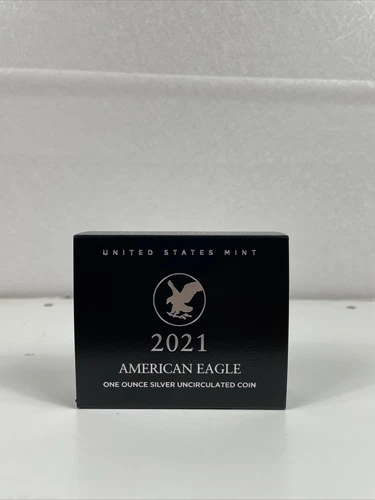 UNITED STATES MINT
2021
AMERICAN EAGLE
ONE OUNCE SILVER UNCIRCULATED COIN